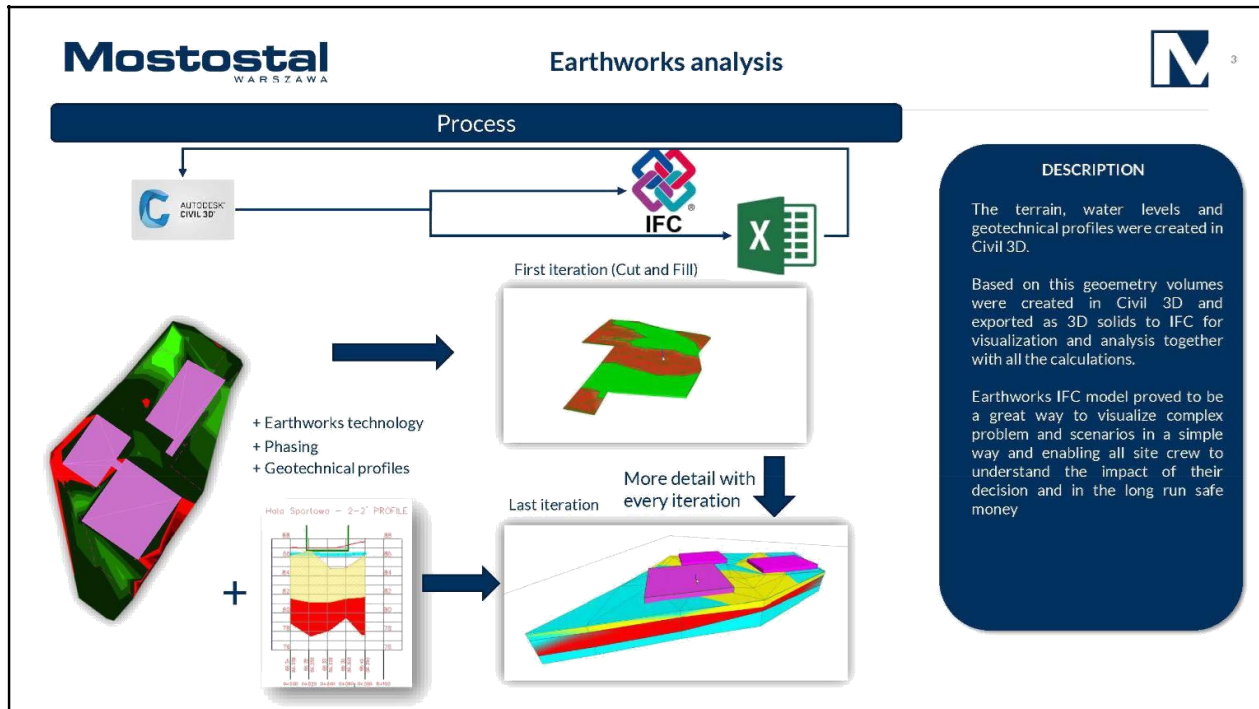 Mostostal
WARSZAWA
Earthworks analysis
3
Process
AUTODESK®
CIVIL 3D®
IFC
®
X
First iteration (Cut and Fill)
+ Earthworks technology
+ Phasing
+ Geotechnical profiles
More detail with
every iteration
Last iteration
Hala Sportowa - 2-2' PROFILE
+
DESCRIPTION
The terrain, water levels and
geotechnical profiles were created in
Civil 3D.
Based on this geoemetry volumes
were created in Civil 3D and
exported as 3D solids to IFC for
visualization and analysis together
with all the calculations.
Earthworks IFC model proved to be
a great way to visualize complex
problem and scenarios in a simple
way and enabling all site crew to
understand the impact of their
decision and in the long run safe
money